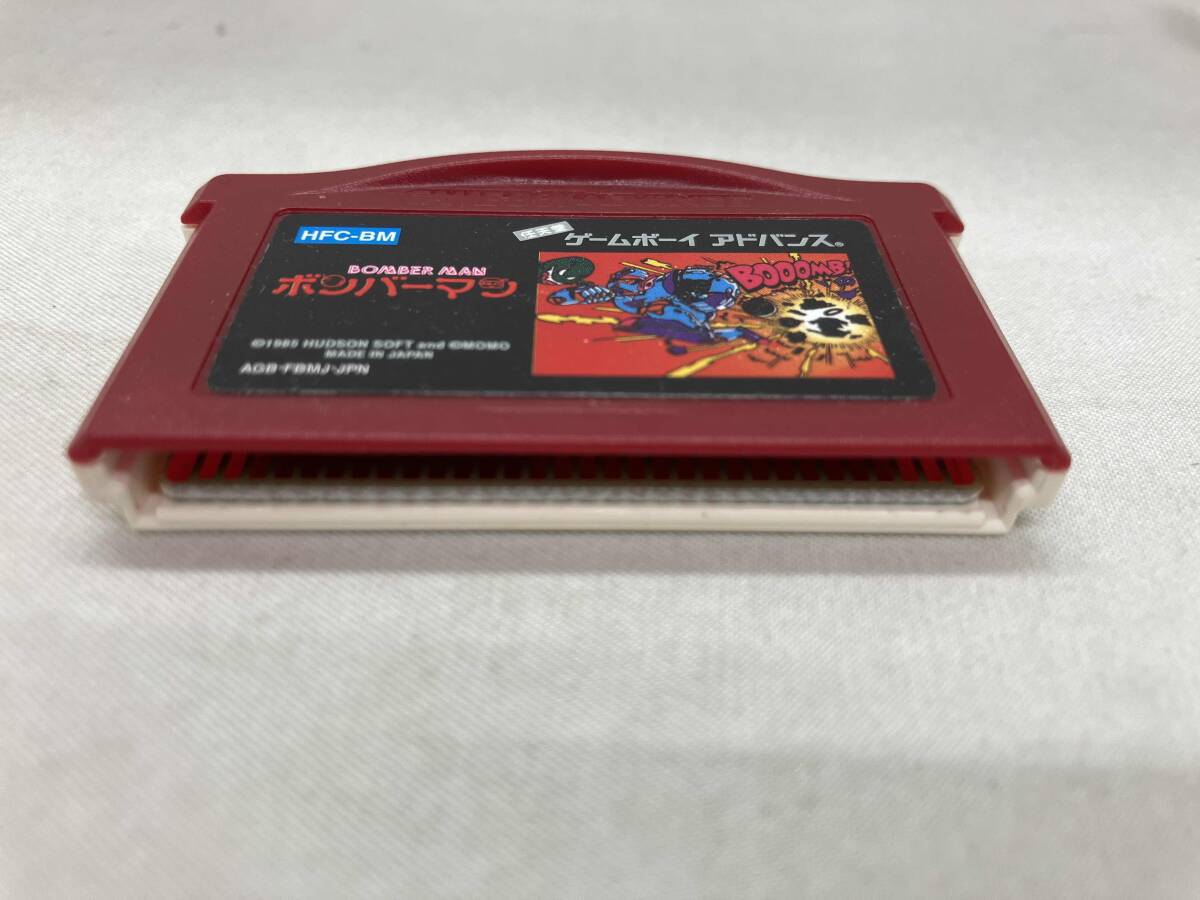 HFC-BM
任天堂
ゲームボーイ アドバンス®
BOMBER MAN
ボンバーマン
BOOOMB!
©1985 HUDSON SOFT and ©MOMO
MADE IN JAPAN
AGB-FBMJ-JPN